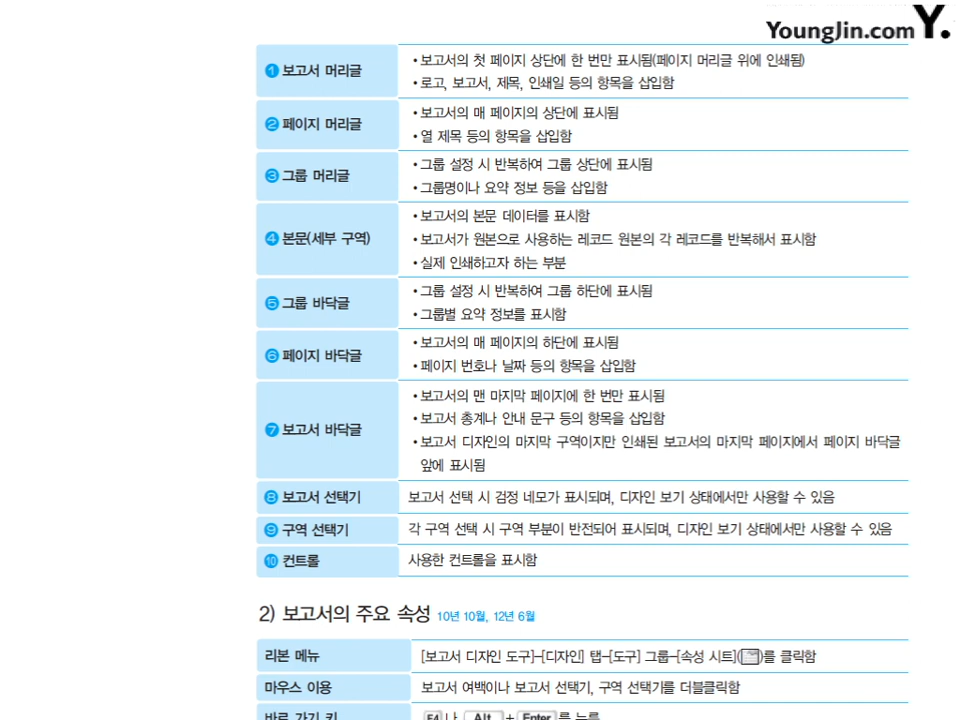 YoungJin.com Y.
❶ 보고서 머리글
• 보고서의 첫 페이지 상단에 한 번만 표시됨(페이지 머리글 위에 인쇄됨)
• 로고, 보고서, 제목, 인쇄일 등의 항목을 삽입함
❷ 페이지 머리글
• 보고서의 매 페이지의 상단에 표시됨
• 열 제목 등의 항목을 삽입함
❸ 그룹 머리글
• 그룹 설정 시 반복하여 그룹 상단에 표시됨
• 그룹명이나 요약 정보 등을 삽입함
❹ 본문(세부 구역)
• 보고서의 본문 데이터를 표시함
• 보고서가 원본으로 사용하는 레코드 원본의 각 레코드를 반복해서 표시함
• 실제 인쇄하고자 하는 부분
❺ 그룹 바닥글
• 그룹 설정 시 반복하여 그룹 하단에 표시됨
• 그룹별 요약 정보를 표시함
❻ 페이지 바닥글
• 보고서의 매 페이지의 하단에 표시됨
• 페이지 번호나 날짜 등의 항목을 삽입함
❼ 보고서 바닥글
• 보고서의 맨 마지막 페이지에 한 번만 표시됨
• 보고서 총계나 안내 문구 등의 항목을 삽입함
• 보고서 디자인의 마지막 구역이지만 인쇄된 보고서의 마지막 페이지에서 페이지 바닥글
앞에 표시됨
❽ 보고서 선택기 보고서 선택 시 검정 네모가 표시되며, 디자인 보기 상태에서만 사용할 수 있음
❾ 구역 선택기 각 구역 선택 시 구역 부분이 반전되어 표시되며, 디자인 보기 상태에서만 사용할 수 있음
❿ 컨트롤 사용한 컨트롤을 표시함
2) 보고서의 주요 속성 10년 10월, 12년 6월
리본 메뉴 [보고서 디자인 도구]-[디자인] 탭-[도구] 그룹-[속성 시트]()를 클릭함
마우스 이용 보고서 여백이나 보고서 선택기, 구역 선택기를 더블클릭함
바로 가기 키 F4나 Alt + Enter를 누름